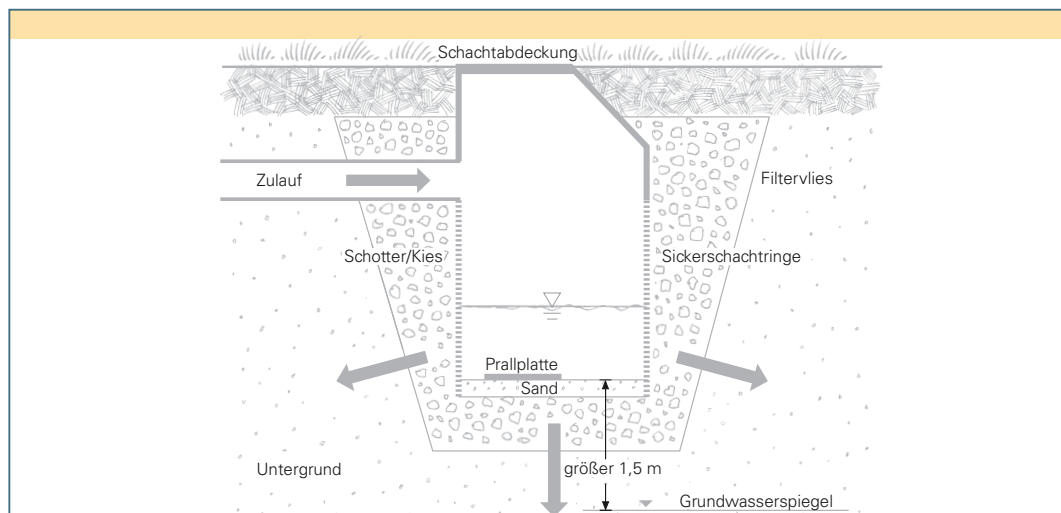 Schachtabdeckung
Zulauf
Filtervlies
Schotter/Kies
Sickerschachtringe
Prallplatte
Sand
Untergrund
größer 1,5 m
Grundwasserspiegel